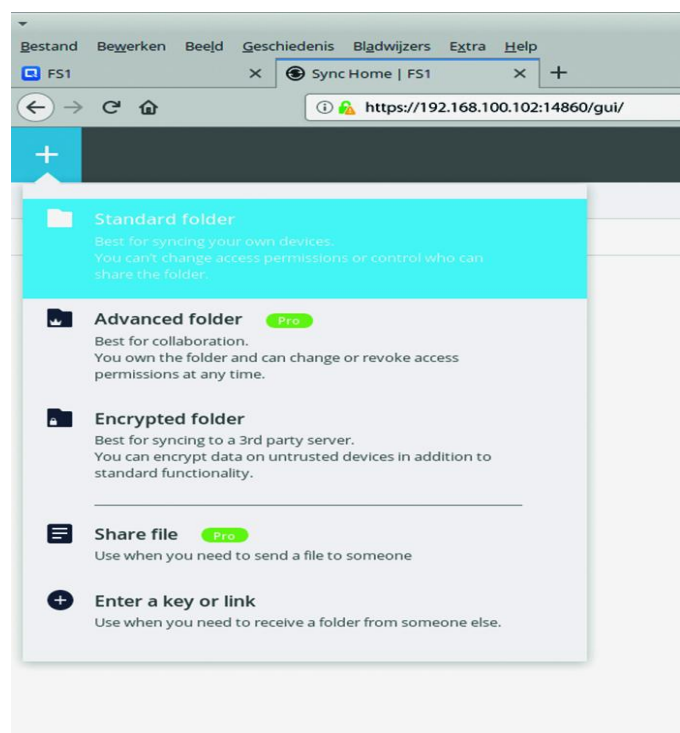 Bestand Bewerken Beeld Geschiedenis Bladwijzers Extra Help
FS1 Sync Home | FS1
https://192.168.100.102:14860/gui/
Standard folder
Best for syncing your own devices.
You can't change access permissions or control who can
share the folder.
Advanced folder Pro
Best for collaboration.
You own the folder and can change or revoke access
permissions at any time.
Encrypted folder
Best for syncing to a 3rd party server.
You can encrypt data on untrusted devices in addition to
standard functionality.
Share file Pro
Use when you need to send a file to someone
Enter a key or link
Use when you need to receive a folder from someone else.